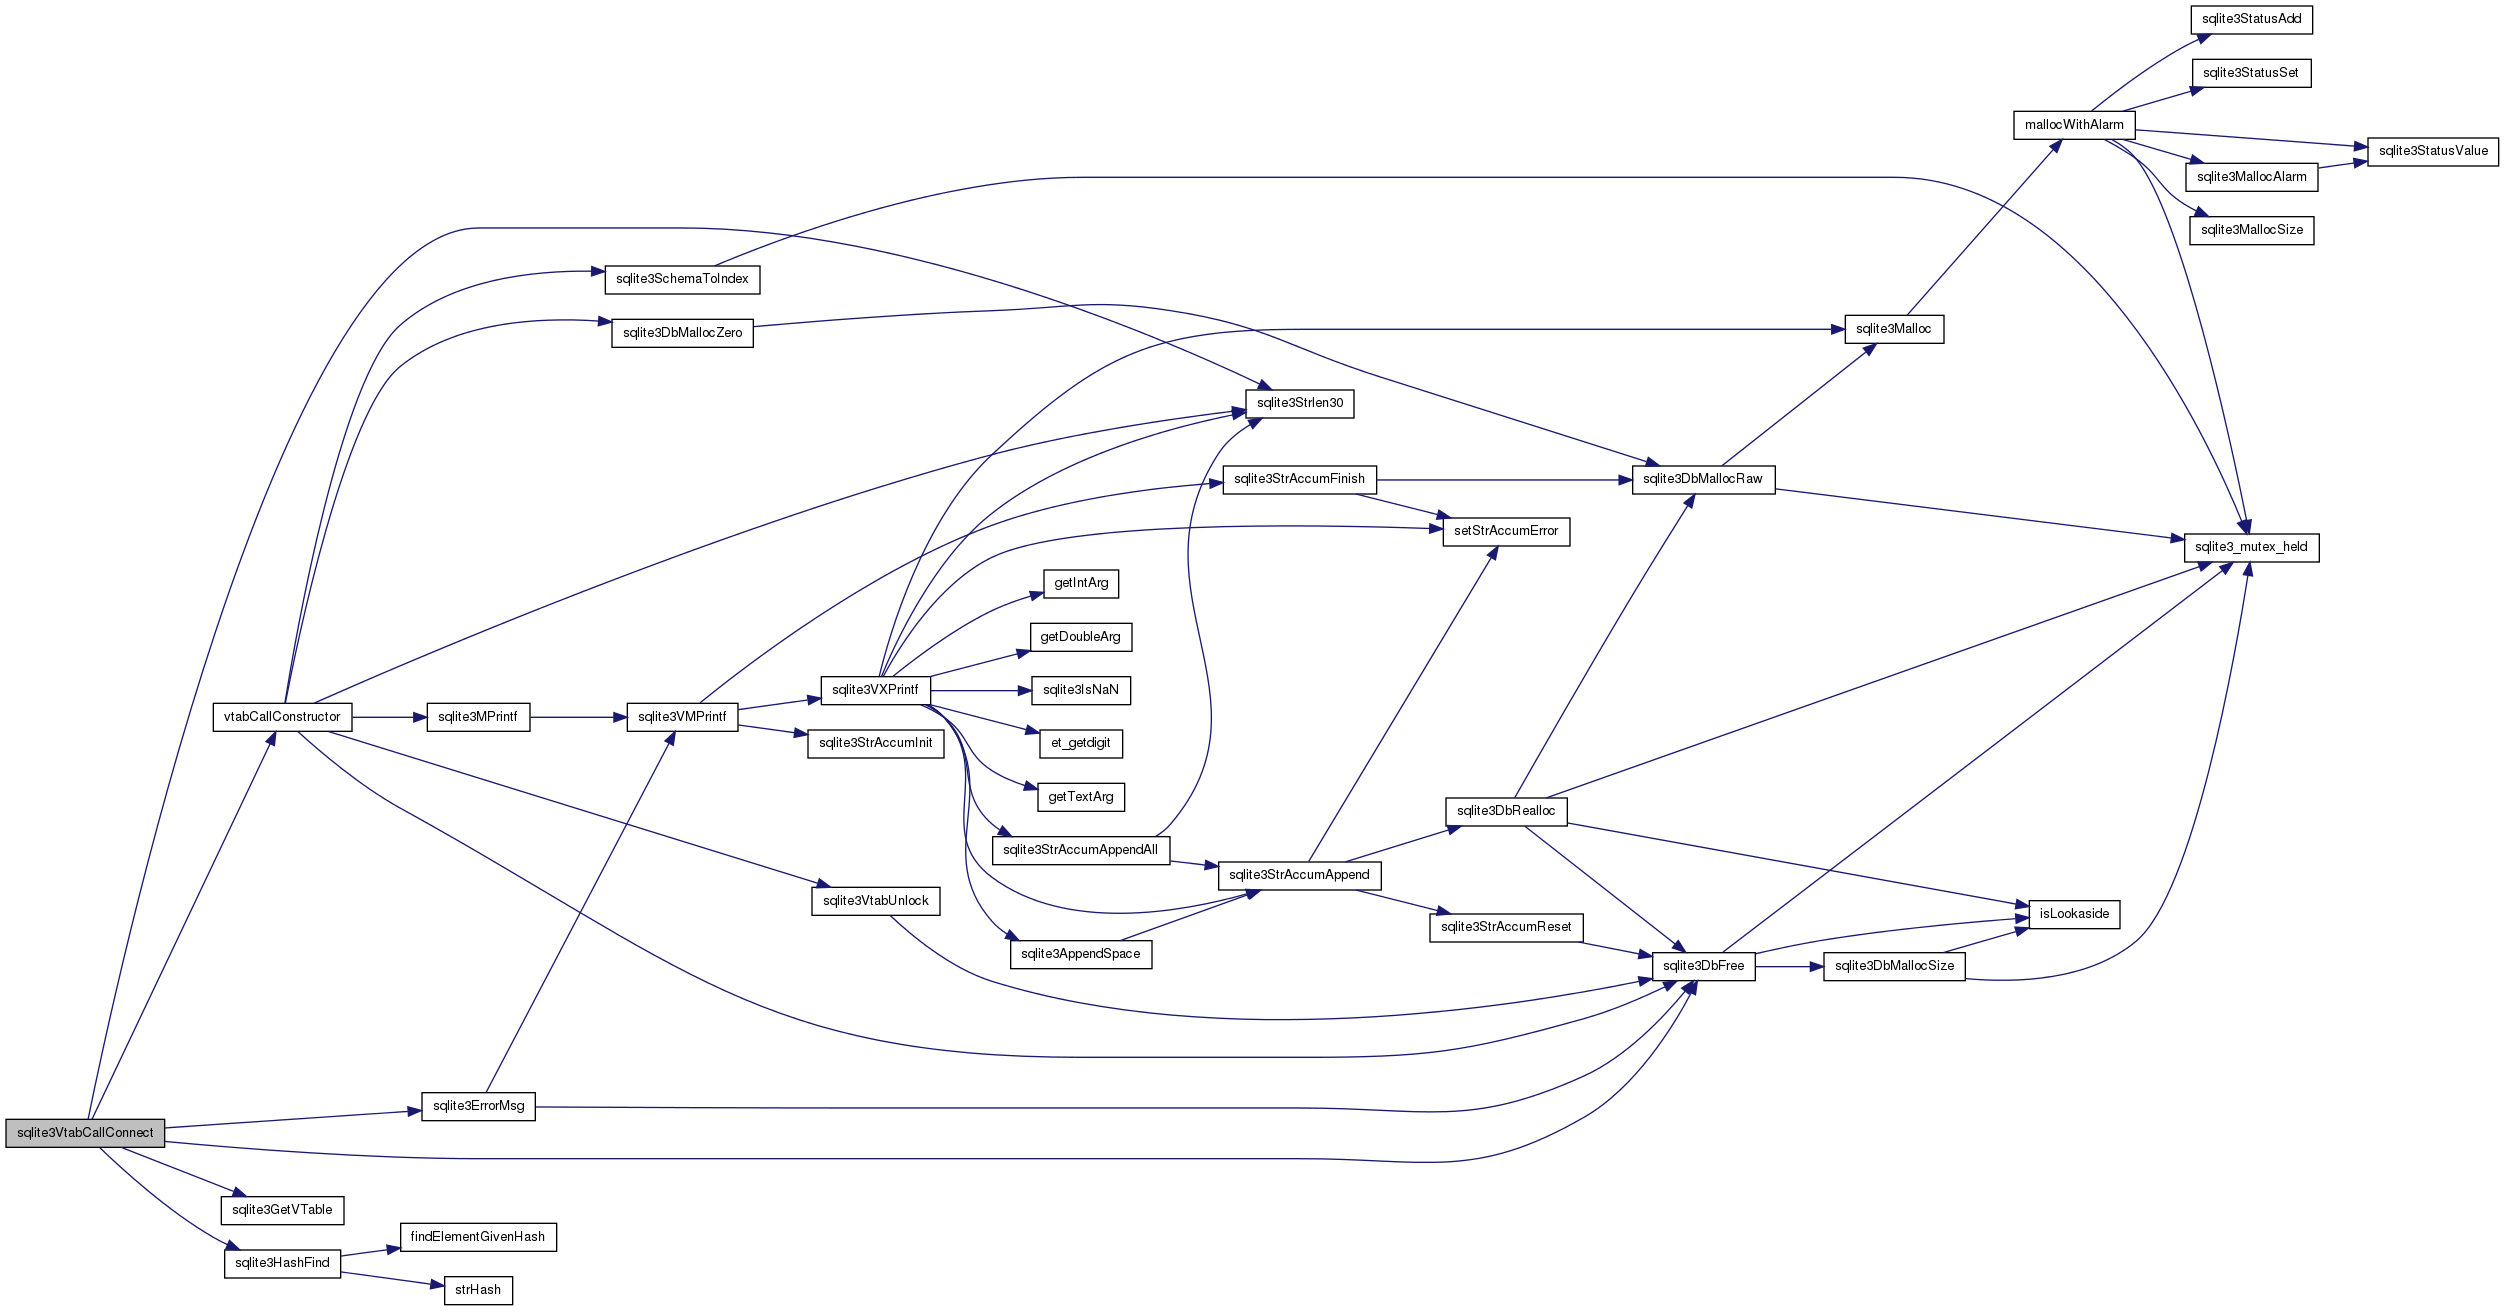 sqlite3StatusAdd
sqlite3StatusSet
mallocWithAlarm
sqlite3StatusValue
sqlite3MallocAlarm
sqlite3MallocSize
sqlite3SchemaToIndex
sqlite3DbMallocZero
sqlite3Malloc
sqlite3Strlen30
sqlite3StrAccumFinish
sqlite3DbMallocRaw
setStrAccumError
sqlite3_mutex_held
getIntArg
getDoubleArg
sqlite3VXPrintf
sqlite3IsNaN
vtabCallConstructor
sqlite3MPrintf
sqlite3VMPrintf
sqlite3StrAccumInit
et_getdigit
getTextArg
sqlite3DbRealloc
sqlite3StrAccumAppendAll
sqlite3StrAccumAppend
sqlite3VtabUnlock
isLookaside
sqlite3StrAccumReset
sqlite3AppendSpace
sqlite3DbFree
sqlite3DbMallocSize
sqlite3ErrorMsg
sqlite3VtabCallConnect
sqlite3GetVTable
findElementGivenHash
sqlite3HashFind
strHash